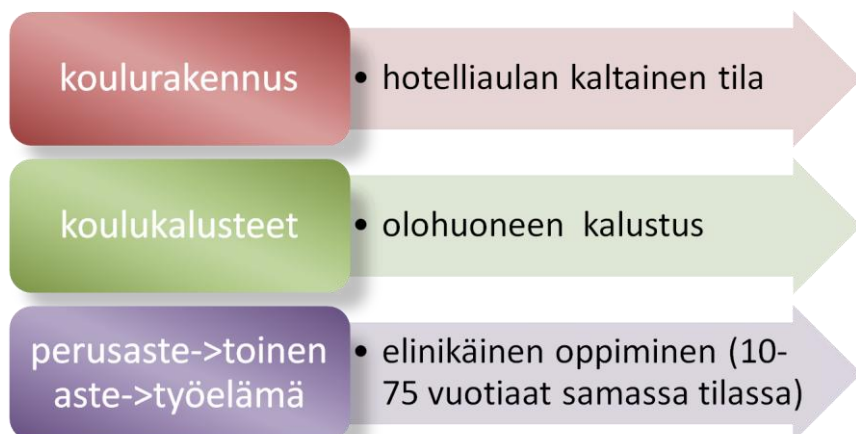 koulurakennus
• hotelliaulan kaltainen tila
koulukalusteet
• olohuoneen kalustus
perusaste->toinen
aste->työelämä
• elinikäinen oppiminen (10-
75 vuotiaat samassa tilassa)